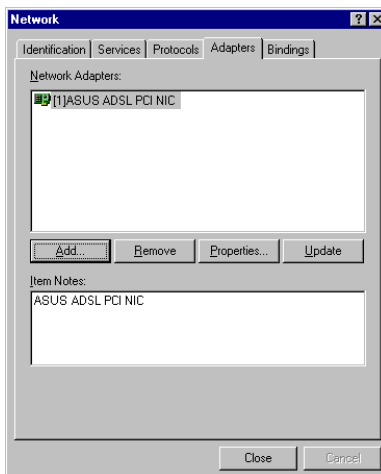 Network
Identification Services Protocols Adapters Bindings
Network Adapters:
[1]ASUS ADSL PCI NIC
Add... Remove Properties... Update
Item Notes:
ASUS ADSL PCI NIC
Close Cancel